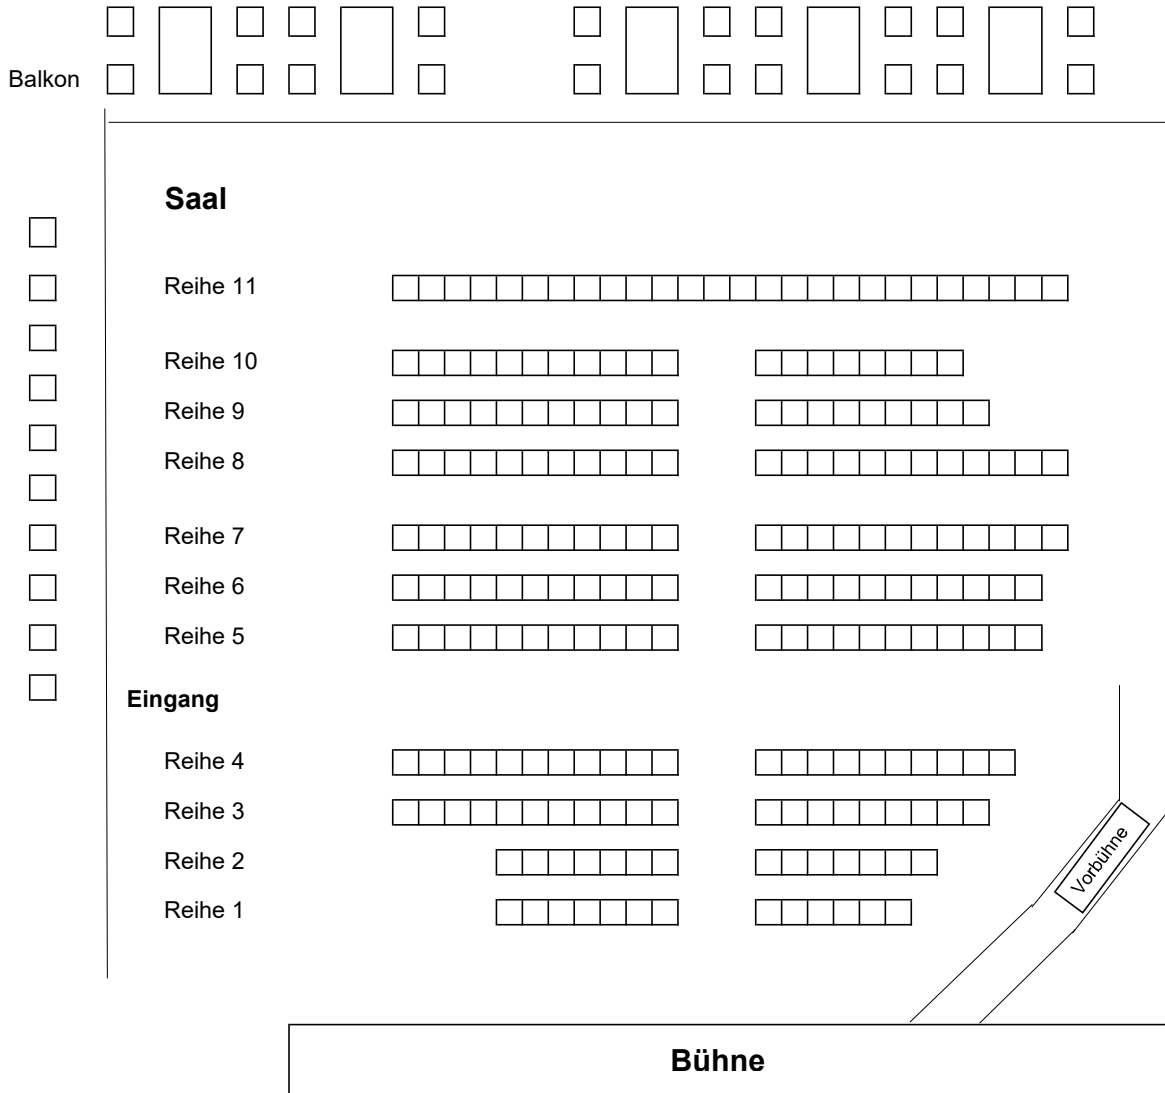 Balkon
Saal
Reihe 11
Reihe 10
Reihe 9
Reihe 8
Reihe 7
Reihe 6
Reihe 5
Eingang
Reihe 4
Reihe 3
Reihe 2
Reihe 1
Vorbühne
Bühne